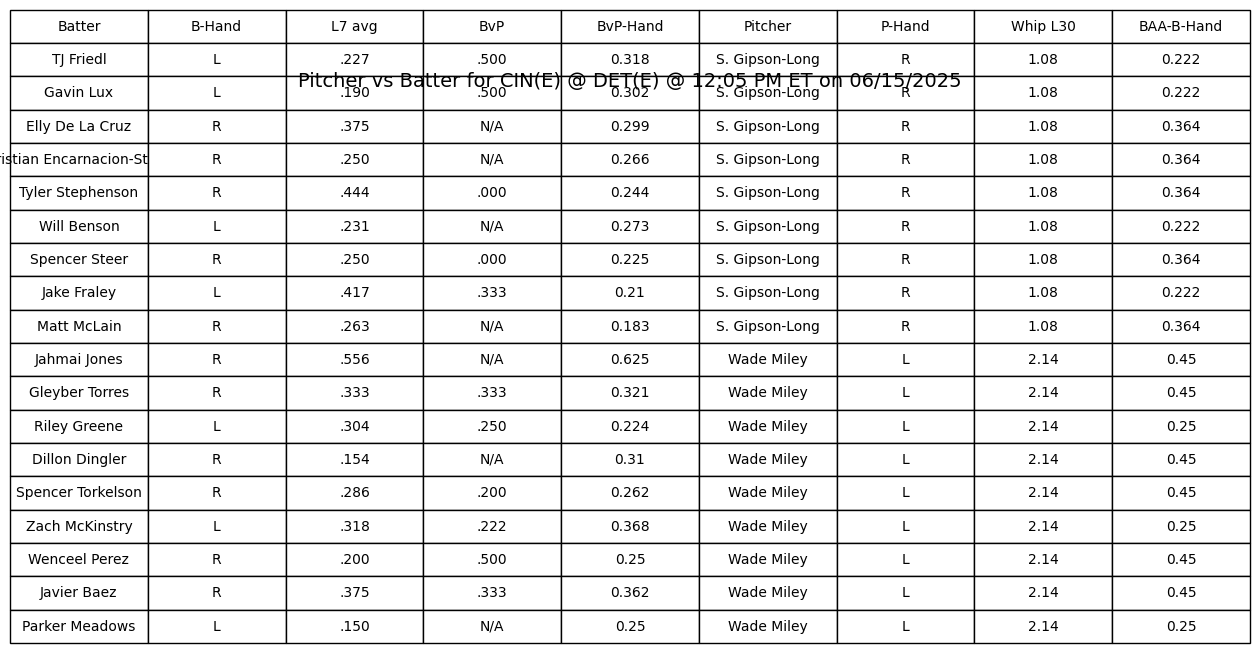 Batter B-Hand L7 avg BvP BvP-Hand Pitcher P-Hand Whip L30 BAA-B-Hand
TJ Friedl L .227 .500 0.318 S. Gipson-Long R 1.08 0.222
Pitcher vs Batter for CIN(E) @ DET(E) @ 12:05 PM ET on 06/15/2025
Gavin Lux L .190 .500 0.302 S. Gipson-Long R 1.08 0.222
Elly De La Cruz R .375 N/A 0.299 S. Gipson-Long R 1.08 0.364
ristian Encarnacion-St R .250 N/A 0.266 S. Gipson-Long R 1.08 0.364
Tyler Stephenson R .444 .000 0.244 S. Gipson-Long R 1.08 0.364
Will Benson L .231 N/A 0.273 S. Gipson-Long R 1.08 0.222
Spencer Steer R .250 .000 0.225 S. Gipson-Long R 1.08 0.364
Jake Fraley L .417 .333 0.21 S. Gipson-Long R 1.08 0.222
Matt McLain R .263 N/A 0.183 S. Gipson-Long R 1.08 0.364
Jahmai Jones R .556 N/A 0.625 Wade Miley L 2.14 0.45
Gleyber Torres R .333 .333 0.321 Wade Miley L 2.14 0.45
Riley Greene L .304 .250 0.224 Wade Miley L 2.14 0.25
Dillon Dingler R .154 N/A 0.31 Wade Miley L 2.14 0.45
Spencer Torkelson R .286 .200 0.262 Wade Miley L 2.14 0.45
Zach McKinstry L .318 .222 0.368 Wade Miley L 2.14 0.25
Wenceel Perez R .200 .500 0.25 Wade Miley L 2.14 0.45
Javier Baez R .375 .333 0.362 Wade Miley L 2.14 0.45
Parker Meadows L .150 N/A 0.25 Wade Miley L 2.14 0.25